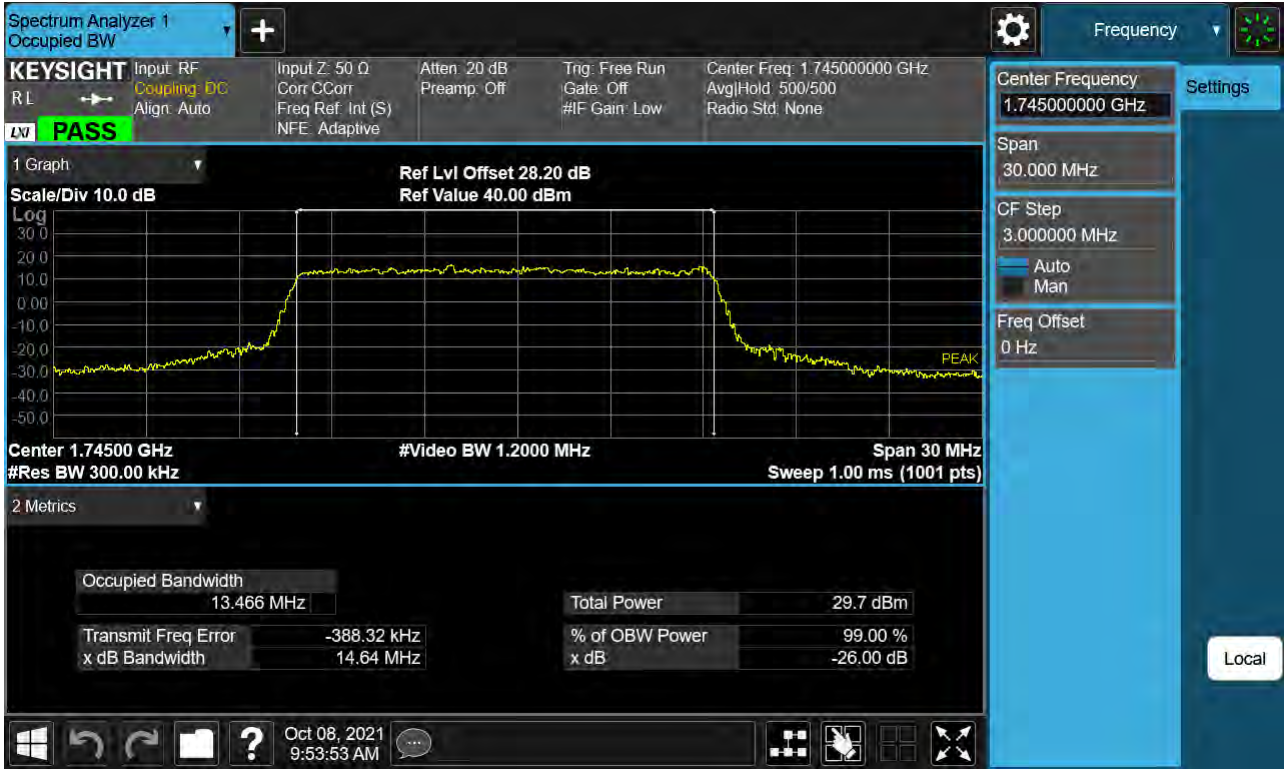 Spectrum Analyzer 1
Occupied BW
Frequency
KEYSIGHT
RL
LXI
PASS
Input: RF
Coupling: DC
Align: Auto
Input Z: 50 Ω
Corr CCorr
Freq Ref: Int (S)
NFE: Adaptive
Atten: 20 dB
Preamp: Off
Trig: Free Run
Gate: Off
#IF Gain: Low
Center Freq: 1.745000000 GHz
Avg|Hold: 500/500
Radio Std: None
1 Graph
Scale/Div 10.0 dB
Ref Lvl Offset 28.20 dB
Ref Value 40.00 dBm
Log
30.0
20.0
10.0
0.00
-10.0
-20.0
-30.0
-40.0
-50.0
PEAK
Center 1.74500 GHz
#Video BW 1.2000 MHz
Span 30 MHz
#Res BW 300.00 kHz
Sweep 1.00 ms (1001 pts)
2 Metrics
Occupied Bandwidth
13.466 MHz
Transmit Freq Error -388.32 kHz
x dB Bandwidth 14.64 MHz
Total Power 29.7 dBm
% of OBW Power 99.00 %
x dB -26.00 dB
Oct 08, 2021
9:53:53 AM
Center Frequency
1.745000000 GHz
Span
30.000 MHz
CF Step
3.000000 MHz
Auto
Man
Freq Offset
0 Hz
Settings
Local